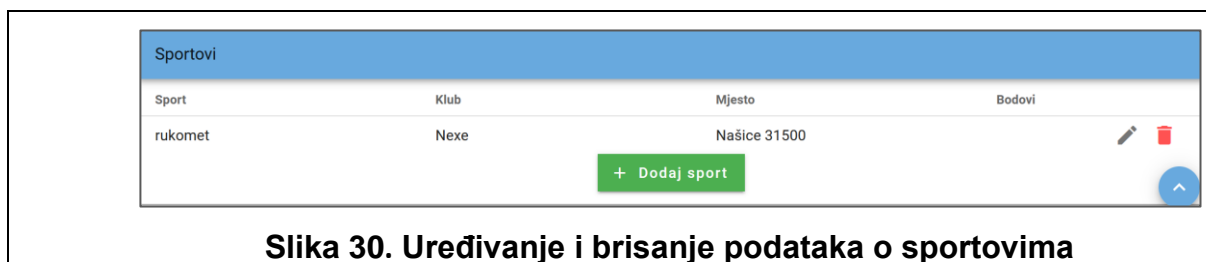 Sportovi
Sport Klub Mjesto Bodovi
rukomet Nexe Našice 31500
+ Dodaj sport
Slika 30. Uređivanje i brisanje podataka o sportovima